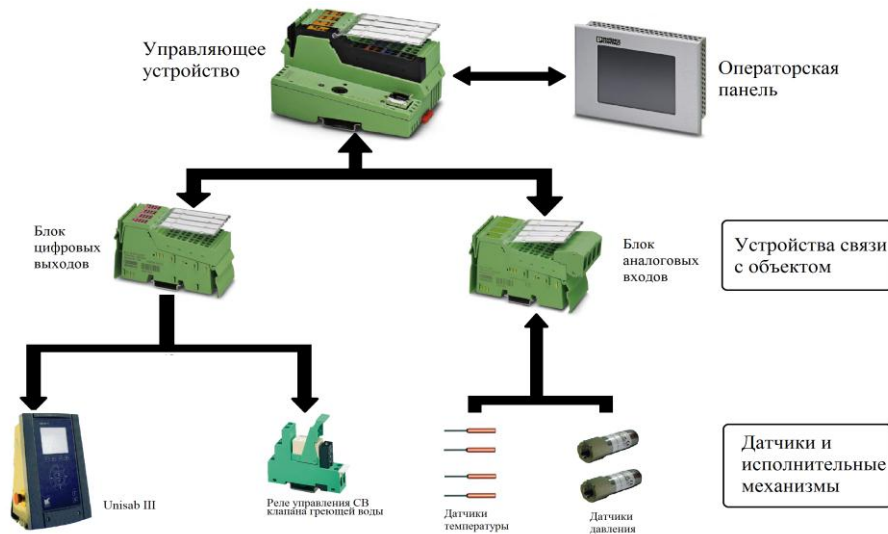 Управляющее
устройство
Операторская
панель
Блок
цифровых
выходов
Блок
аналоговых
входов
Устройства связи
с объектом
Unisab III
Реле управления СВ
клапана греющей воды
Датчики
температуры
Датчики
давления
Датчики и
исполнительные
механизмы